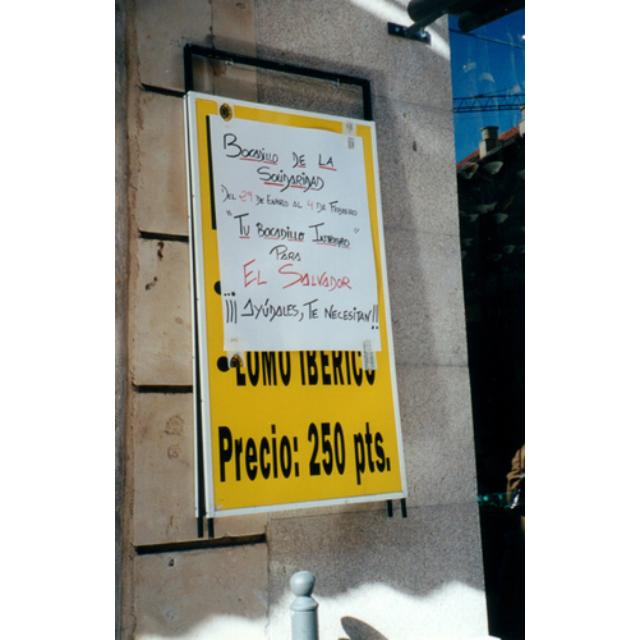 BOCADILLO DE LA
SOLIDARIDAD
DEL 29 DE ENERO AL 4 DE FEBRERO
"TU BOCADILLO INTEGRO"
PARA
EL SALVADOR
¡¡¡AYÚDALES, TE NECESITAN!!
LOMO IBERICO
Precio: 250 pts.